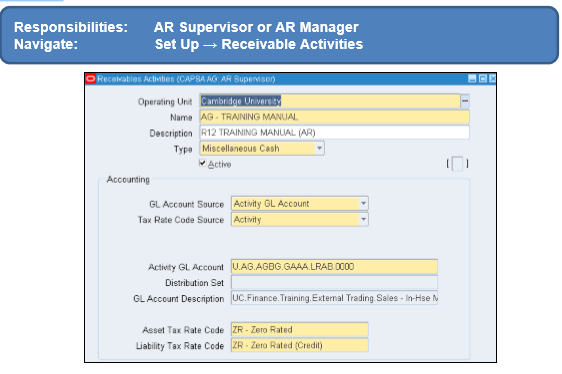 Responsibilities: AR Supervisor or AR Manager
Navigate: Set Up → Receivable Activities
Receivables Activities (CAPSA AG: AR Supervisor)
Operating Unit Cambridge University
Name AG - TRAINING MANUAL
Description R12 TRAINING MANUAL (AR)
Type Miscellaneous Cash
Active
[ ]
Accounting
GL Account Source Activity GL Account
Tax Rate Code Source Activity
Activity GL Account U.AG.AGBG.GAAA.LRAB.0000
Distribution Set
GL Account Description UC.Finance.Training.External Trading.Sales - In-Hse M
Asset Tax Rate Code ZR - Zero Rated
Liability Tax Rate Code ZR - Zero Rated (Credit)